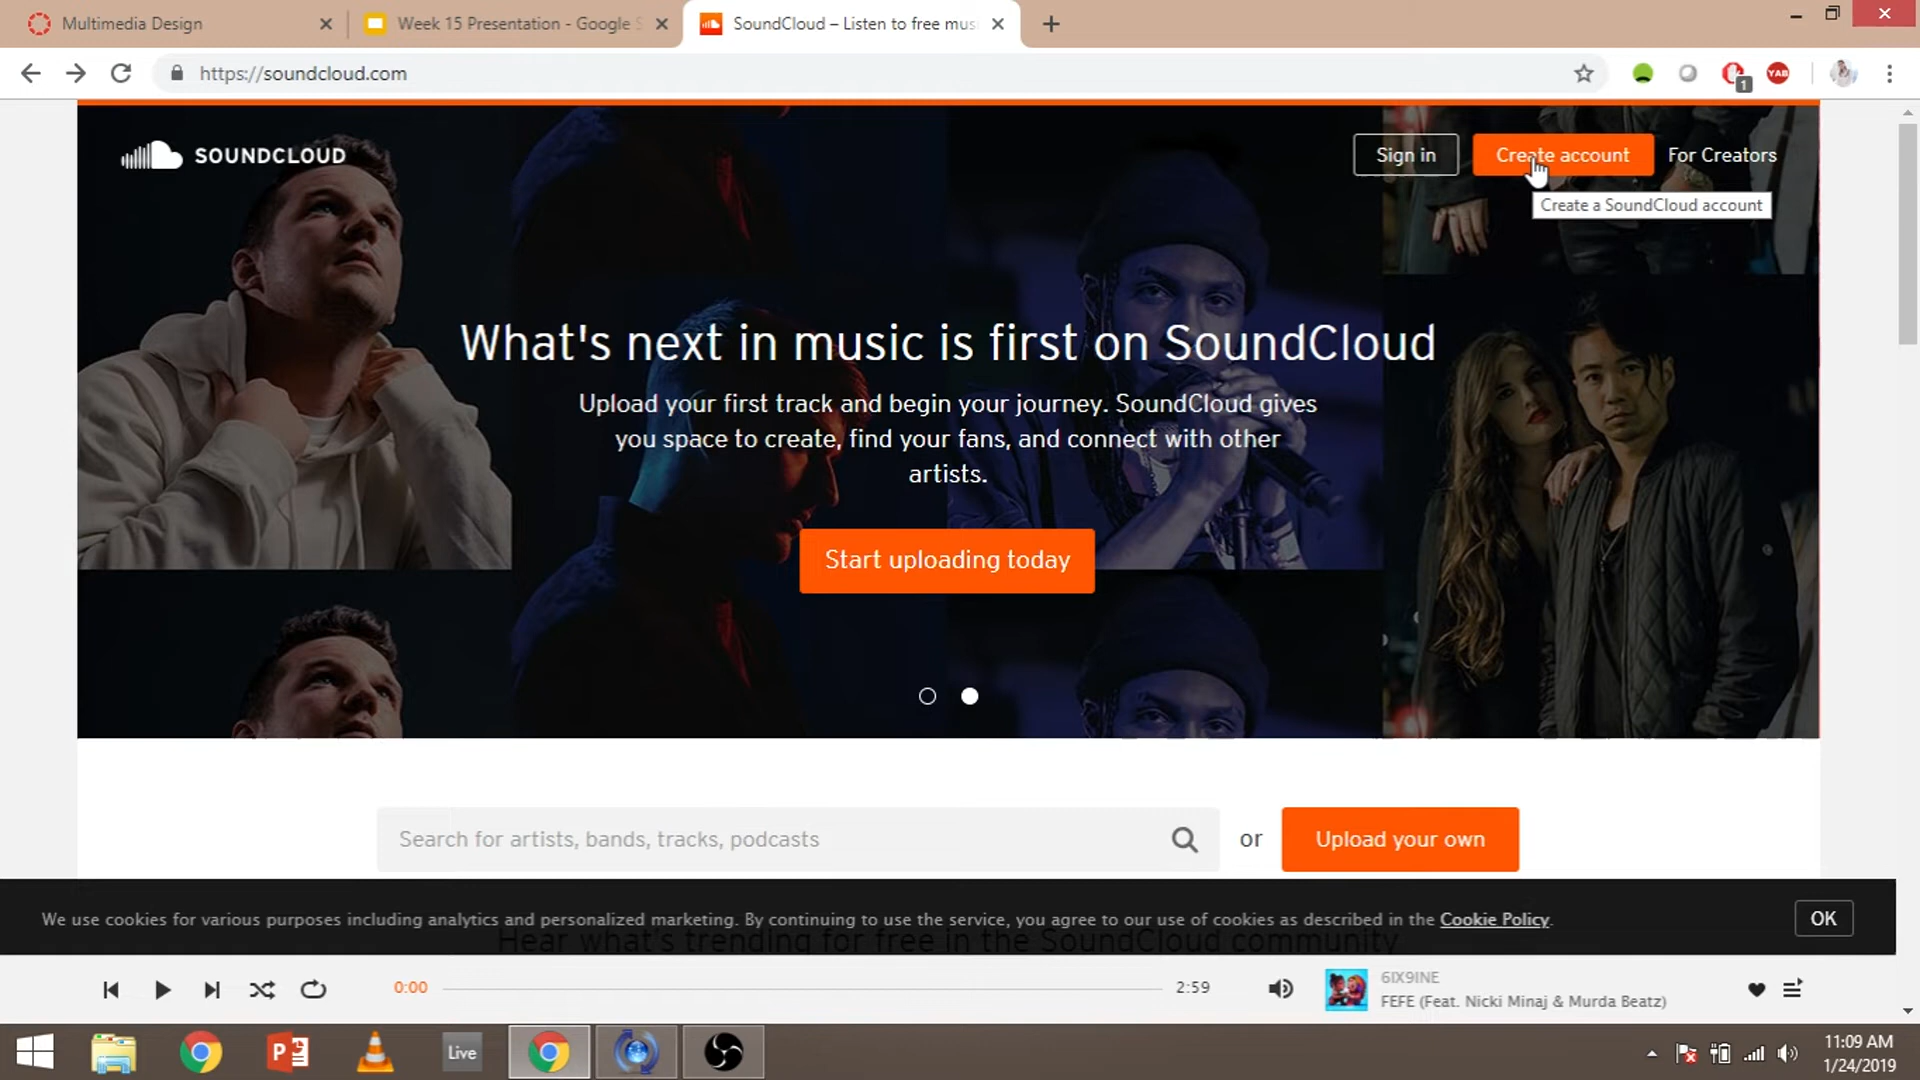 Multimedia Design
Week 15 Presentation - Google S
SoundCloud – Listen to free mus
https://soundcloud.com
1
YAB
SOUNDCLOUD
Sign in
Create account
For Creators
Create a SoundCloud account
What's next in music is first on SoundCloud
Upload your first track and begin your journey. SoundCloud gives
you space to create, find your fans, and connect with other
artists.
Start uploading today
Search for artists, bands, tracks, podcasts
or
Upload your own
We use cookies for various purposes including analytics and personalized marketing. By continuing to use the service, you agree to our use of cookies as described in the Cookie Policy.
OK
Hear what's trending for free in the SoundCloud community
0:00
2:59
6IX9INE
FEFE (Feat. Nicki Minaj & Murda Beatz)
Live
11:09 AM
1/24/2019